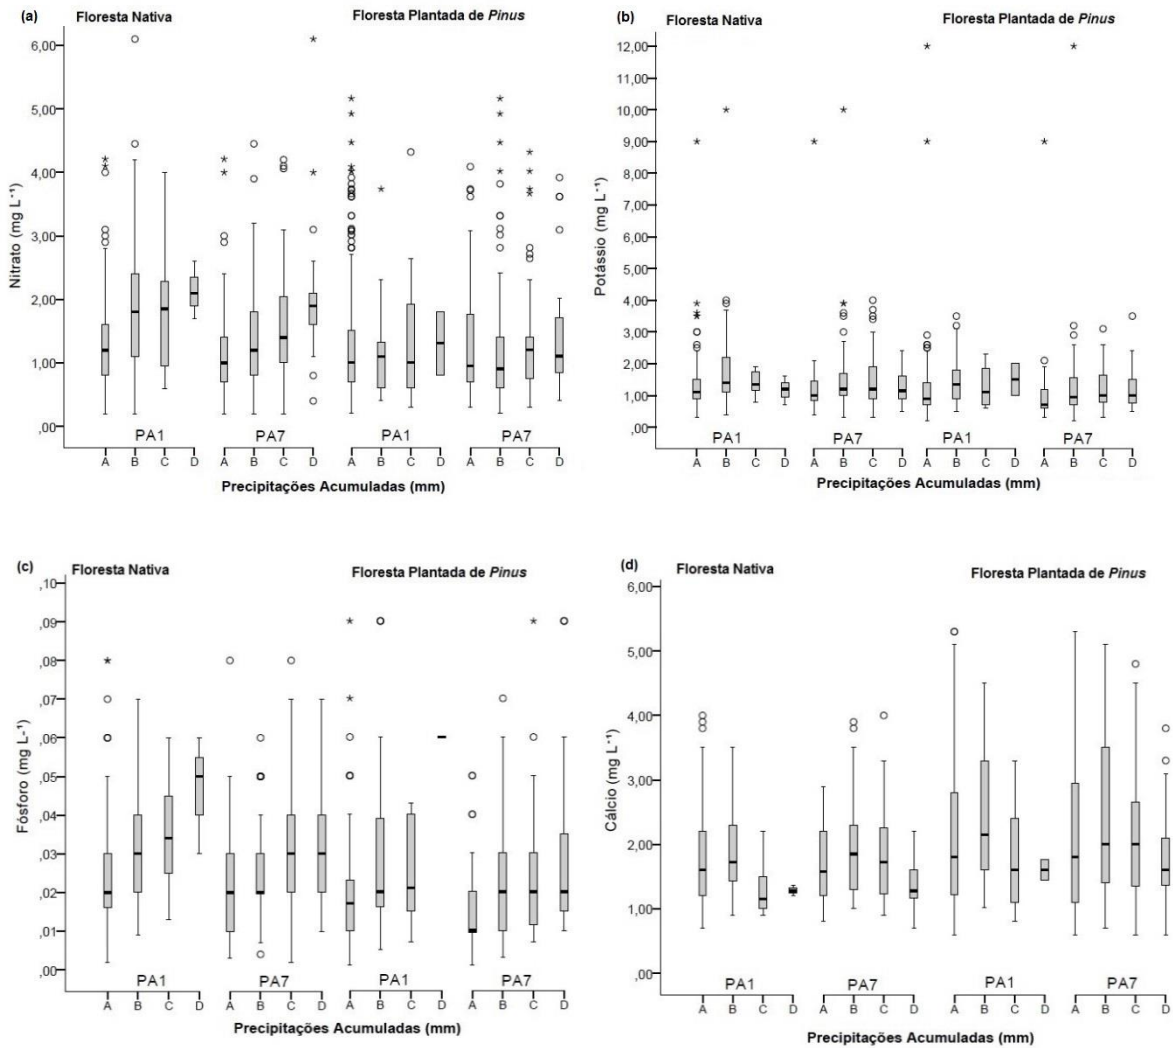 (a)
Floresta Nativa
Floresta Plantada de Pinus
6,00
5,00
4,00
3,00
2,00
1,00
,00
Nitrato (mg L⁻¹)
PA1 PA7 PA1 PA7
A B C D A B C D A B C D A B C D
Precipitações Acumuladas (mm)
(b)
Floresta Nativa
Floresta Plantada de Pinus
12,00
11,00
10,00
9,00
8,00
7,00
6,00
5,00
4,00
3,00
2,00
1,00
,00
Potássio (mg L⁻¹)
PA1 PA7 PA1 PA7
A B C D A B C D A B C D A B C D
Precipitações Acumuladas (mm)
(c)
Floresta Nativa
Floresta Plantada de Pinus
,10
,09
,08
,07
,06
,05
,04
,03
,02
,01
,00
Fósforo (mg L-¹)
PA1 PA7 PA1 PA7
A B C D A B C D A B C D A B C D
Precipitações Acumuladas (mm)
(d)
Floresta Nativa
Floresta Plantada de Pinus
6,00
5,00
4,00
3,00
2,00
1,00
,00
Cálcio (mg L⁻¹)
PA1 PA7 PA1 PA7
A B C D A B C D A B C D A B C D
Precipitações Acumuladas (mm)